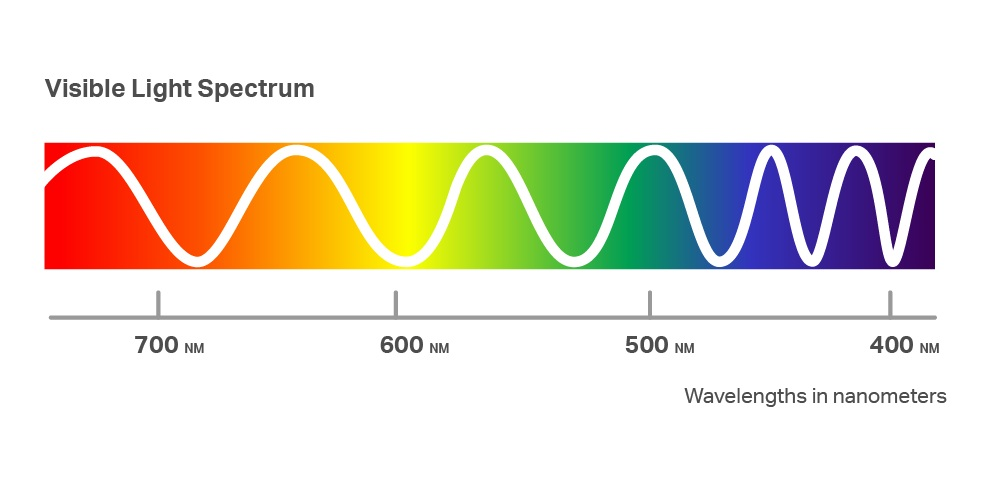 Visible Light Spectrum
700 NM 600 NM 500 NM 400 NM
Wavelengths in nanometers